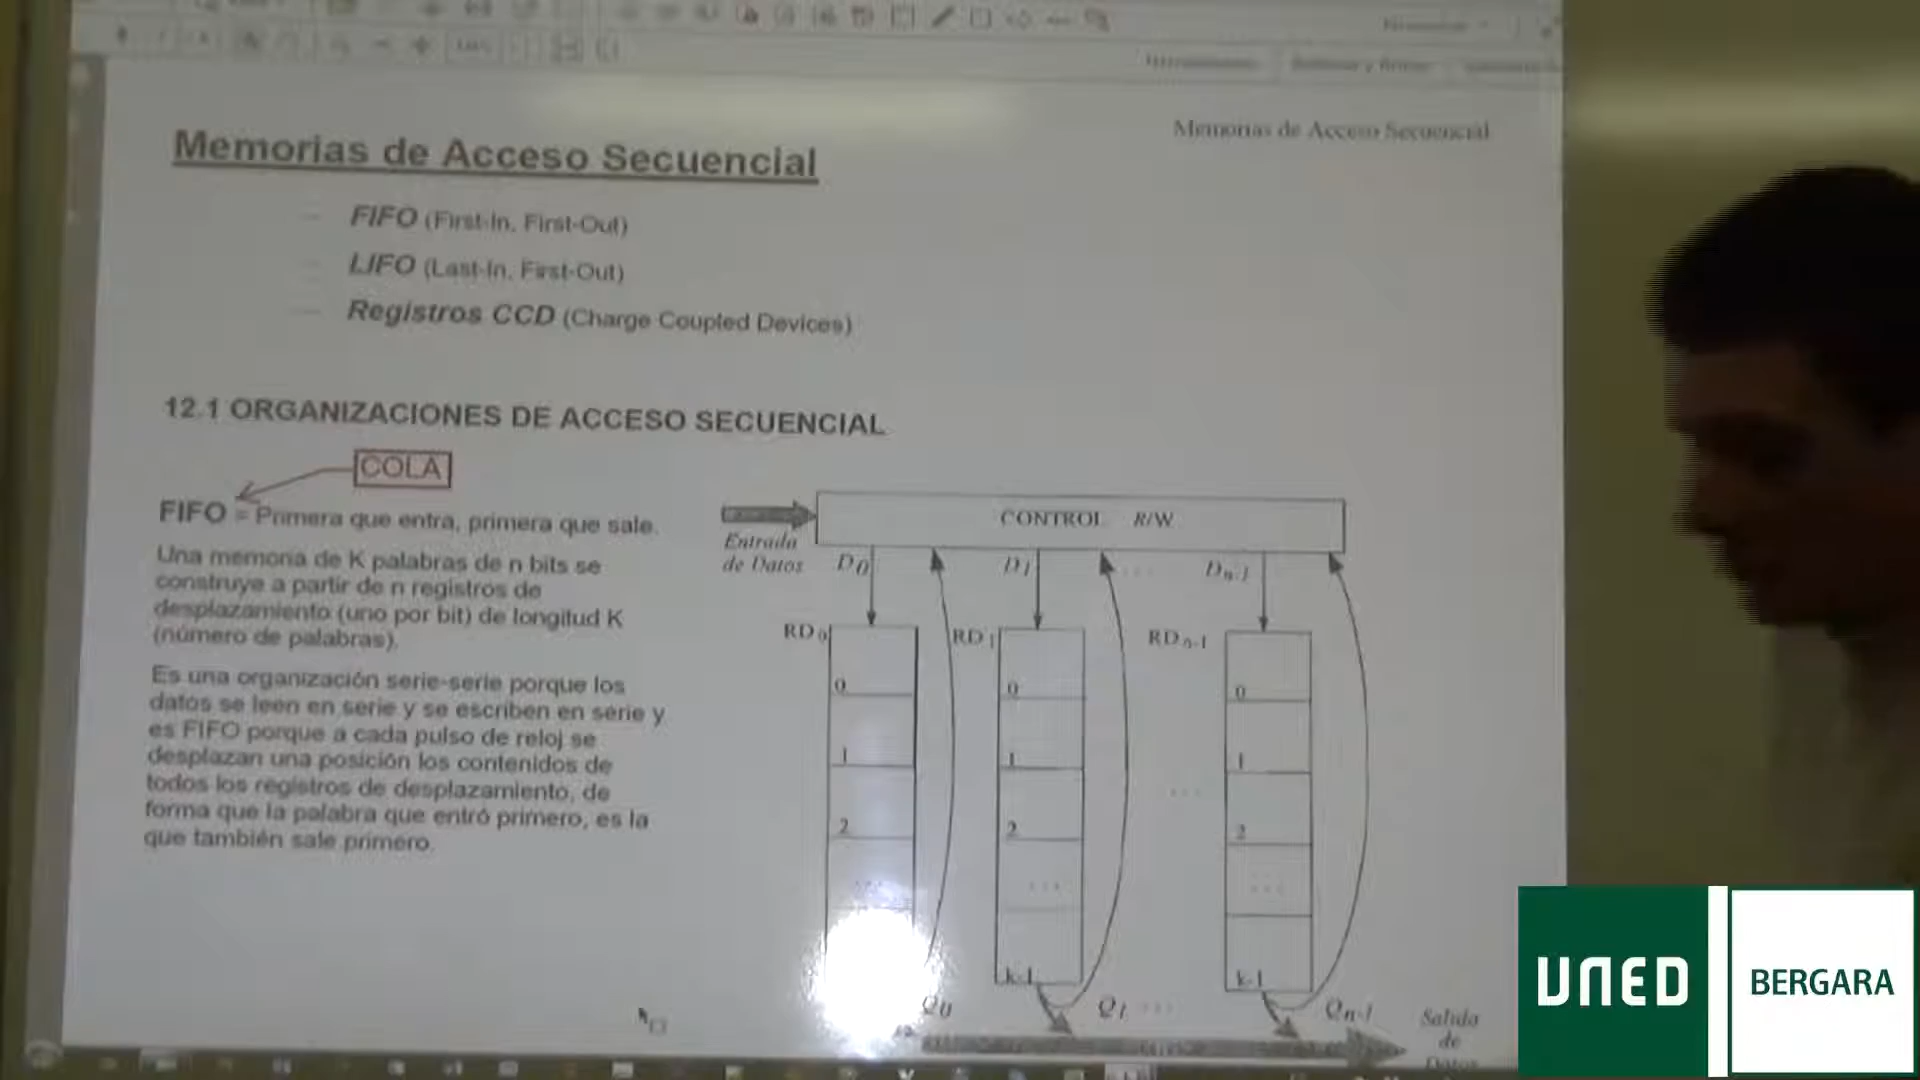 Memorias de Acceso Secuencial
Memorias de Acceso Secuencial
– FIFO (First-In, First-Out)
– LIFO (Last-In, First-Out)
– Registros CCD (Charge Coupled Devices)
12.1 ORGANIZACIONES DE ACCESO SECUENCIAL
COLA
FIFO = Primera que entra, primera que sale.
Una memoria de K palabras de n bits se
construye a partir de n registros de
desplazamiento (uno por bit) de longitud K
(número de palabras).
Es una organización serie-serie porque los
datos se leen en serie y se escriben en serie y
es FIFO porque a cada pulso de reloj se
desplazan una posición los contenidos de
todos los registros de desplazamiento, de
forma que la palabra que entró primero, es la
que también sale primero.
CONTROL R/W
Entrada
de Datos
D0 D1 . . . Dn-1
RD0 RD1 RDn-1
0 0 0
1 1 1
. . .
2 2 2
. . . . . . . . .
k-1 k-1
Q0 Q1 . . . Qn-1
Salida
de
Datos
UNED
BERGARA